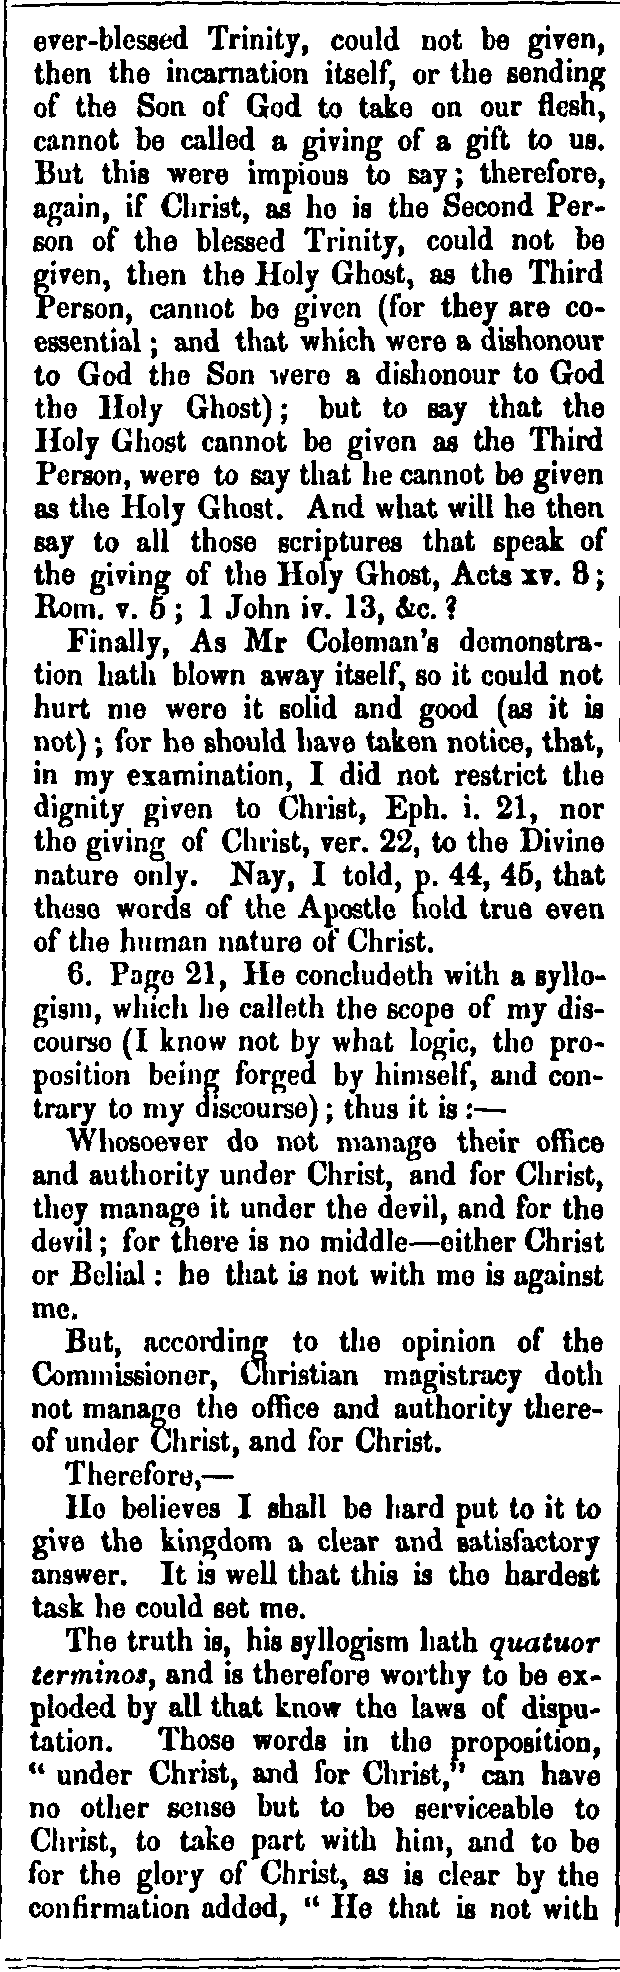 ever-blessed Trinity, could not be given,
then the incarnation itself, or the sending
of the Son of God to take on our flesh,
cannot be called a giving of a gift to us.
But this were impious to say; therefore,
again, if Christ, as he is the Second Per-
son of the blessed Trinity, could not be
given, then the Holy Ghost, as the Third
Person, cannot be given (for they are co-
essential; and that which were a dishonour
to God the Son were a dishonour to God
the Holy Ghost); but to say that the
Holy Ghost cannot be given as the Third
Person, were to say that he cannot be given
as the Holy Ghost. And what will he then
say to all those scriptures that speak of
the giving of the Holy Ghost, Acts xv. 8;
Rom. v. 5; 1 John iv. 13, &c.?
Finally, As Mr Coleman's demonstra-
tion hath blown away itself, so it could not
hurt me were it solid and good (as it is
not); for he should have taken notice, that,
in my examination, I did not restrict the
dignity given to Christ, Eph. i. 21, nor
the giving of Christ, ver. 22, to the Divine
nature only. Nay, I told, p. 44, 45, that
these words of the Apostle hold true even
of the human nature of Christ.
6. Page 21, He concludeth with a syllo-
gism, which he calleth the scope of my dis-
course (I know not by what logic, the pro-
position being forged by himself, and con-
trary to my discourse); thus it is:—
Whosoever do not manage their office
and authority under Christ, and for Christ,
they manage it under the devil, and for the
devil; for there is no middle—either Christ
or Belial: he that is not with me is against
me.
But, according to the opinion of the
Commissioner, Christian magistracy doth
not manage the office and authority there-
of under Christ, and for Christ.
Therefore,—
He believes I shall be hard put to it to
give the kingdom a clear and satisfactory
answer. It is well that this is the hardest
task he could set me.
The truth is, his syllogism hath quatuor
terminos, and is therefore worthy to be ex-
ploded by all that know the laws of dispu-
tation. Those words in the proposition,
" under Christ, and for Christ," can have
no other sense but to be serviceable to
Christ, to take part with him, and to be
for the glory of Christ, as is clear by the
confirmation added, " He that is not with